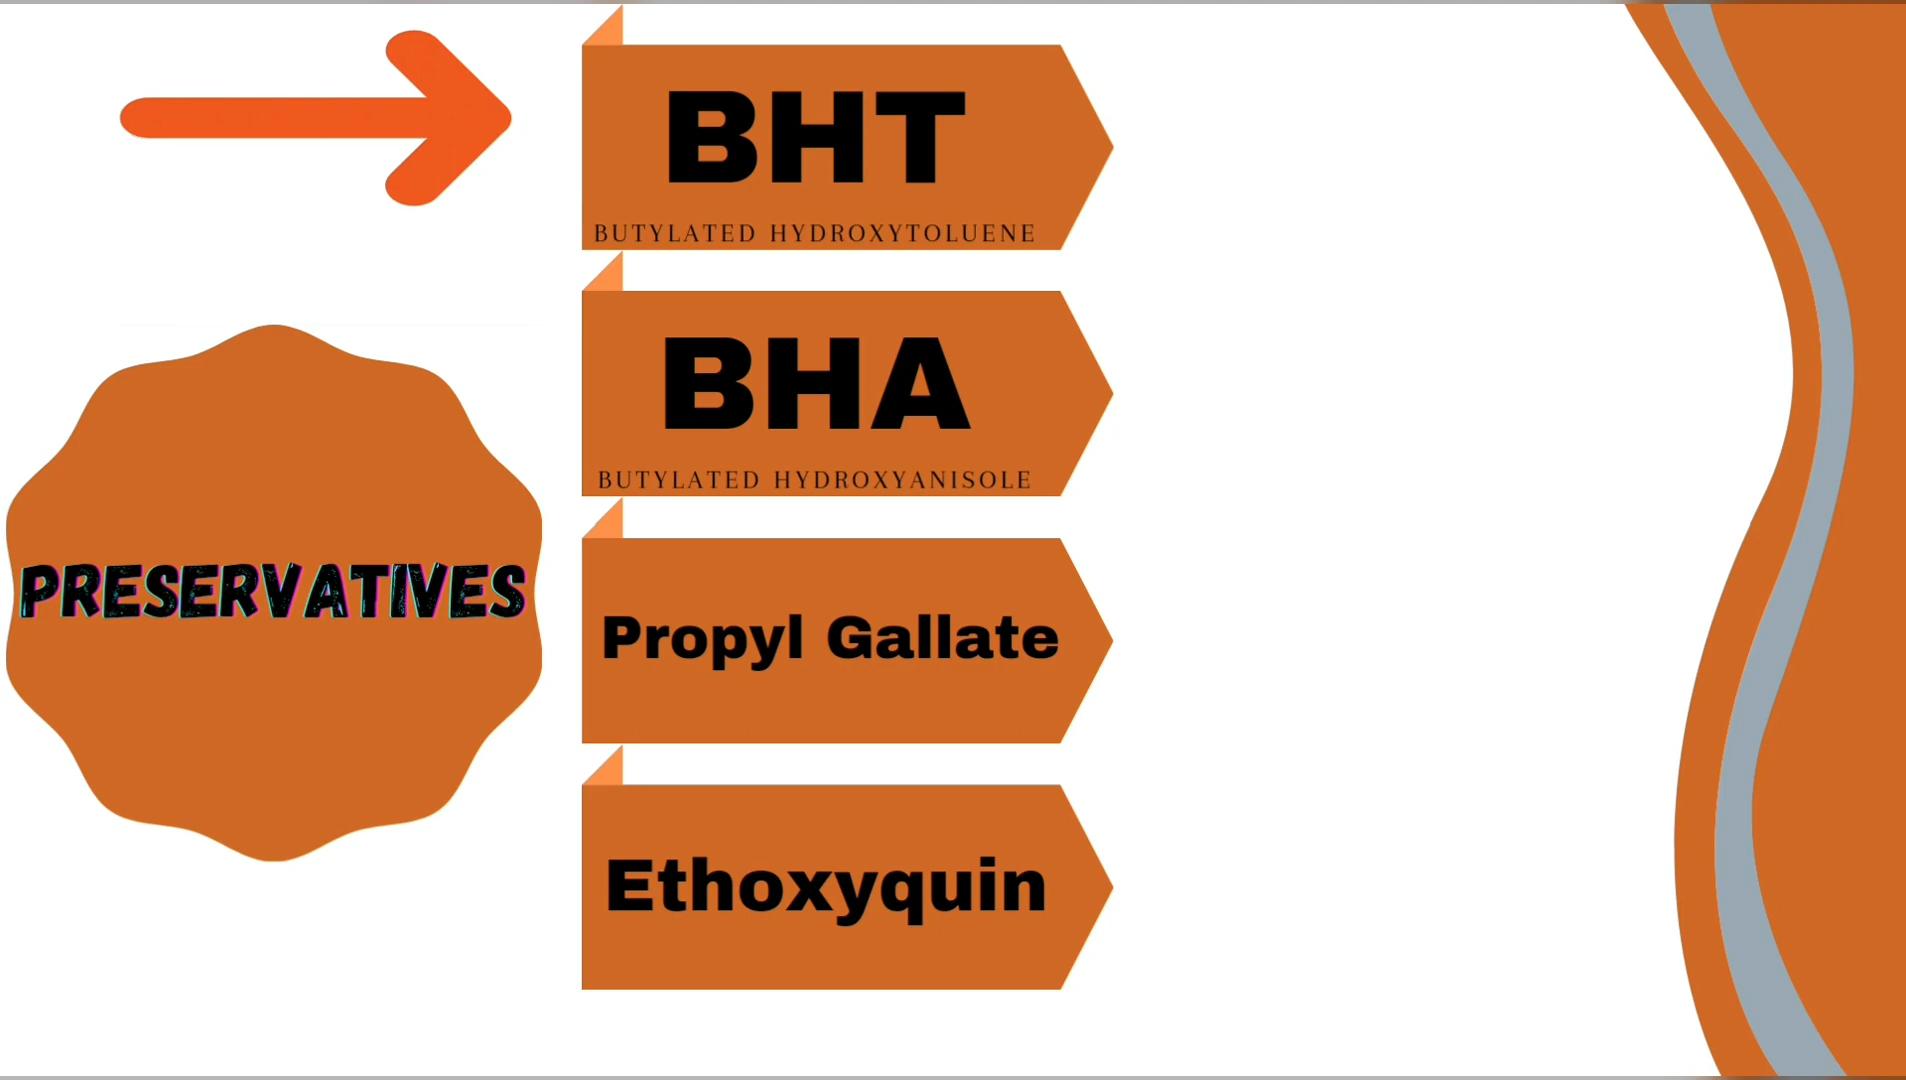 BHT
BUTYLATED HYDROXYTOLUENE
BHA
BUTYLATED HYDROXYANISOLE
PRESERVATIVES
Propyl Gallate
Ethoxyquin